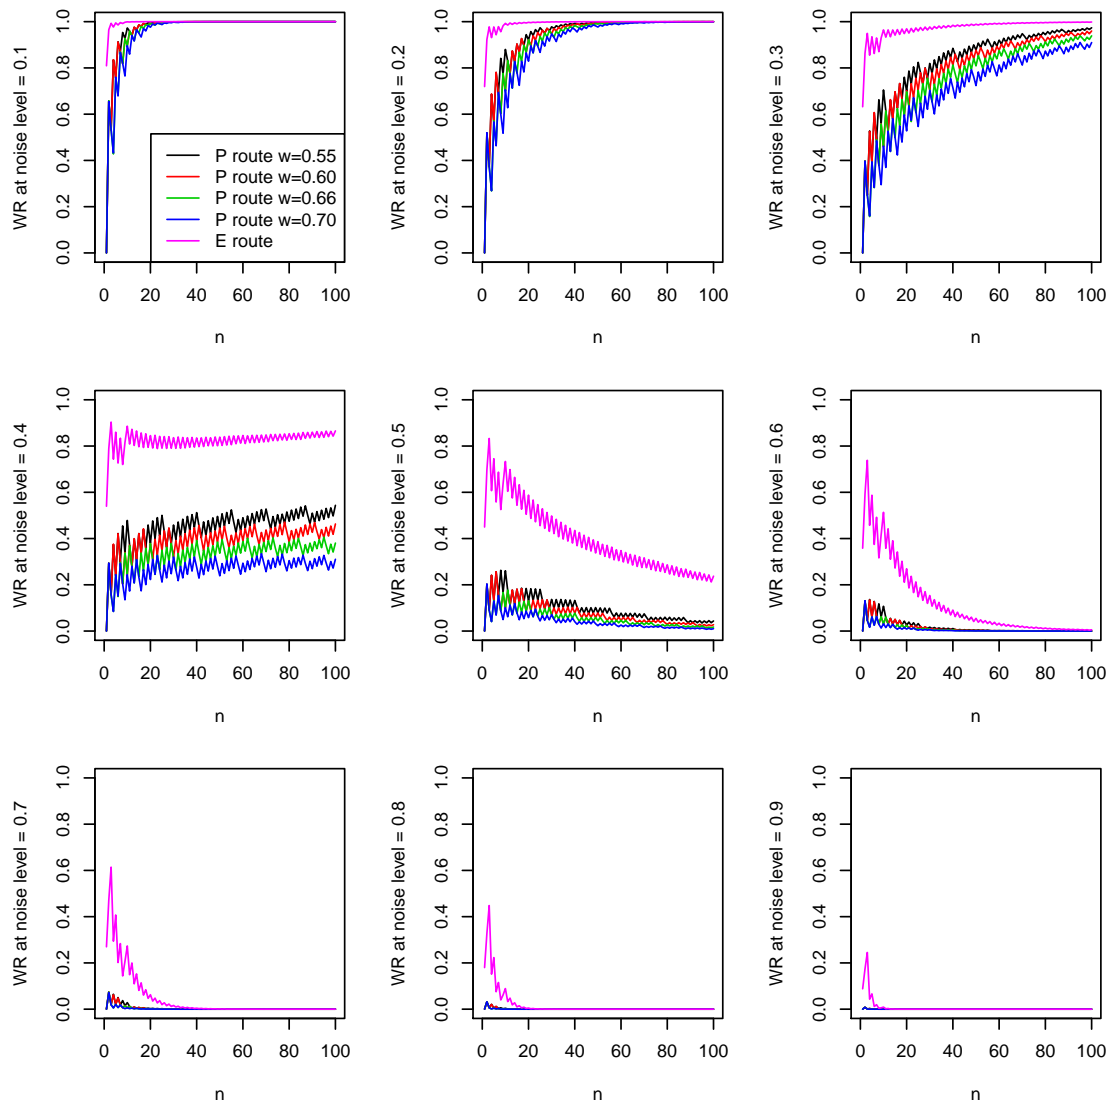 WR at noise level = 0.1
1.0
0.8
0.6
0.4
0.2
0.0
P route w=0.55
P route w=0.60
P route w=0.66
P route w=0.70
E route
0 20 40 60 80 100
n
WR at noise level = 0.2
1.0
0.8
0.6
0.4
0.2
0.0
0 20 40 60 80 100
n
WR at noise level = 0.3
1.0
0.8
0.6
0.4
0.2
0.0
0 20 40 60 80 100
n
WR at noise level = 0.4
1.0
0.8
0.6
0.4
0.2
0.0
0 20 40 60 80 100
n
WR at noise level = 0.5
1.0
0.8
0.6
0.4
0.2
0.0
0 20 40 60 80 100
n
WR at noise level = 0.6
1.0
0.8
0.6
0.4
0.2
0.0
0 20 40 60 80 100
n
WR at noise level = 0.7
1.0
0.8
0.6
0.4
0.2
0.0
0 20 40 60 80 100
n
WR at noise level = 0.8
1.0
0.8
0.6
0.4
0.2
0.0
0 20 40 60 80 100
n
WR at noise level = 0.9
1.0
0.8
0.6
0.4
0.2
0.0
0 20 40 60 80 100
n